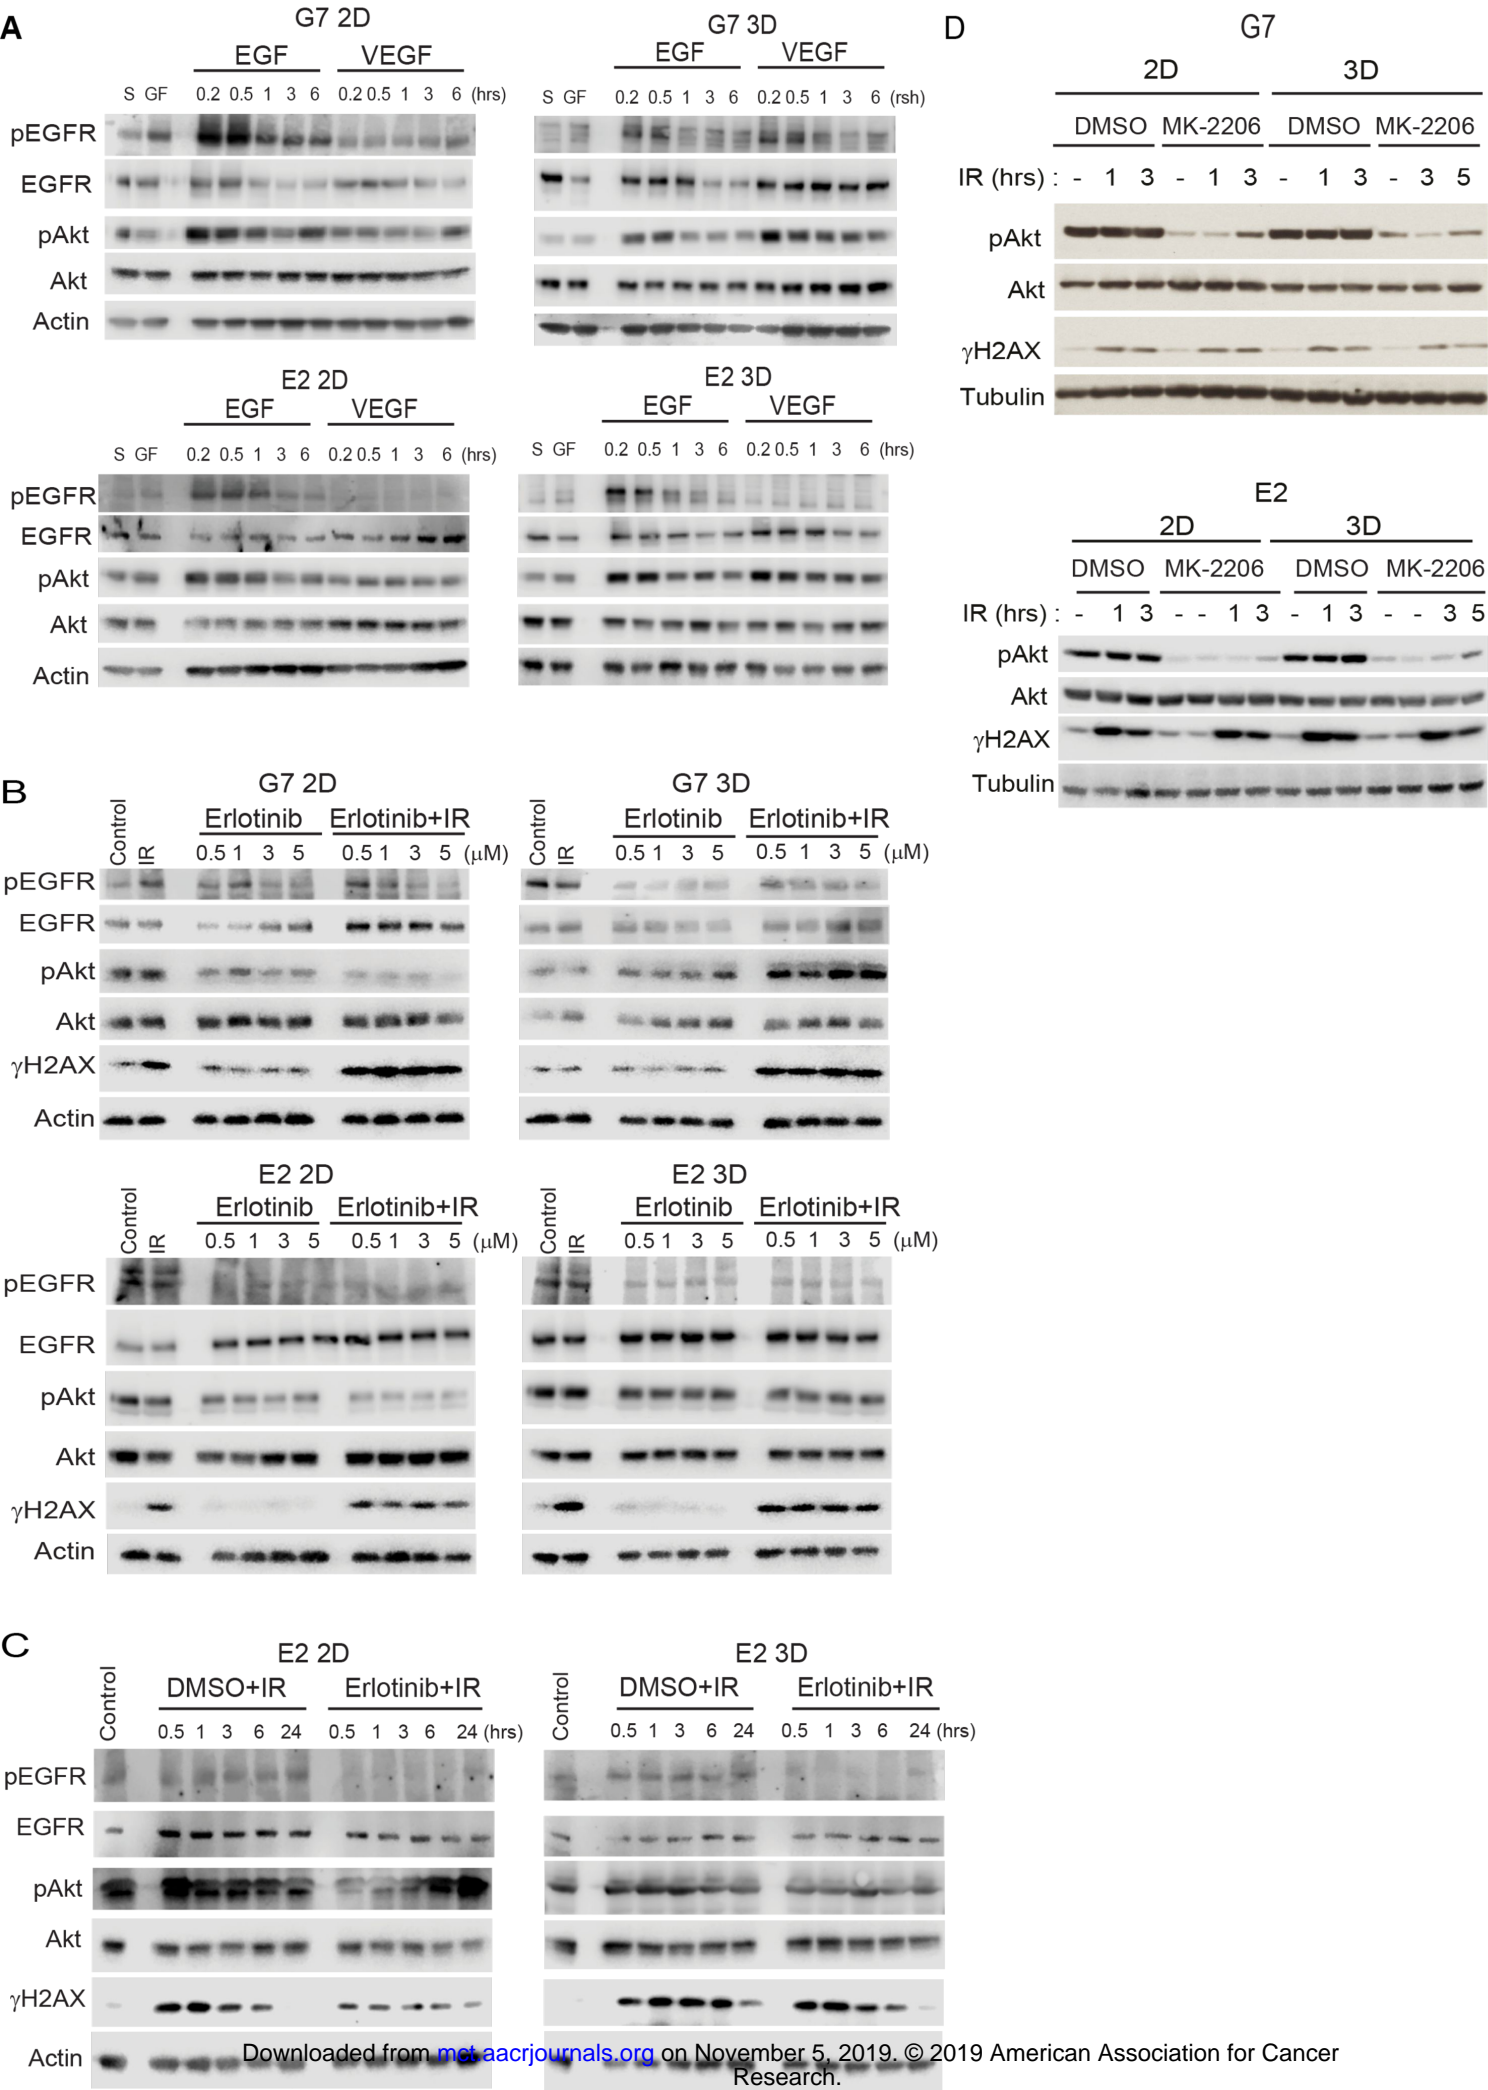 A
G7 2D
EGF VEGF
S GF 0.2 0.5 1 3 6 0.2 0.5 1 3 6 (hrs)
pEGFR
EGFR
pAkt
Akt
Actin
G7 3D
EGF VEGF
S GF 0.2 0.5 1 3 6 0.2 0.5 1 3 6 (rsh)
E2 2D
EGF VEGF
S GF 0.2 0.5 1 3 6 0.2 0.5 1 3 6 (hrs)
pEGFR
EGFR
pAkt
Akt
Actin
E2 3D
EGF VEGF
S GF 0.2 0.5 1 3 6 0.2 0.5 1 3 6 (hrs)
B
G7 2D
Control IR Erlotinib Erlotinib+IR
0.5 1 3 5 0.5 1 3 5 (μM)
pEGFR
EGFR
pAkt
Akt
γH2AX
Actin
G7 3D
Control IR Erlotinib Erlotinib+IR
0.5 1 3 5 0.5 1 3 5 (μM)
E2 2D
Control IR Erlotinib Erlotinib+IR
0.5 1 3 5 0.5 1 3 5 (μM)
pEGFR
EGFR
pAkt
Akt
γH2AX
Actin
E2 3D
Control IR Erlotinib Erlotinib+IR
0.5 1 3 5 0.5 1 3 5 (μM)
C
E2 2D
Control DMSO+IR Erlotinib+IR
0.5 1 3 6 24 0.5 1 3 6 24 (hrs)
pEGFR
EGFR
pAkt
Akt
γH2AX
Actin
E2 3D
Control DMSO+IR Erlotinib+IR
0.5 1 3 6 24 0.5 1 3 6 24 (hrs)
D
G7
2D 3D
DMSO MK-2206 DMSO MK-2206
IR (hrs) : - 1 3 - 1 3 - 1 3 - 3 5
pAkt
Akt
γH2AX
Tubulin
E2
2D 3D
DMSO MK-2206 DMSO MK-2206
IR (hrs) : - 1 3 - - 1 3 - 1 3 - - 3 5
pAkt
Akt
γH2AX
Tubulin
Downloaded from mct.aacrjournals.org on November 5, 2019. © 2019 American Association for Cancer
Research.